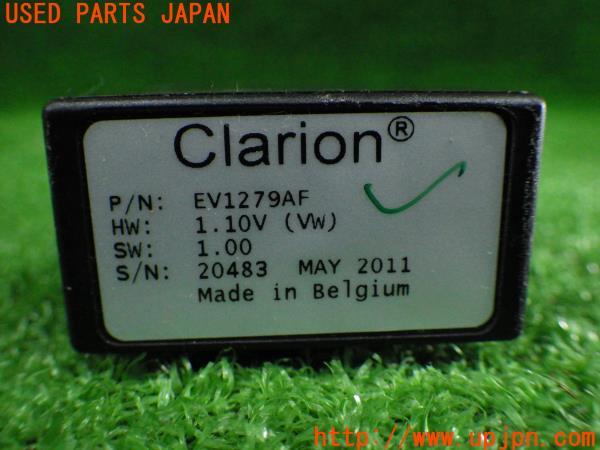 USED PARTS JAPAN
Clarion®
P/N: EV1279AF
HW: 1.10V (VW)
SW: 1.00
S/N: 20483 MAY 2011
Made in Belgium
http://www.upjpn.com/